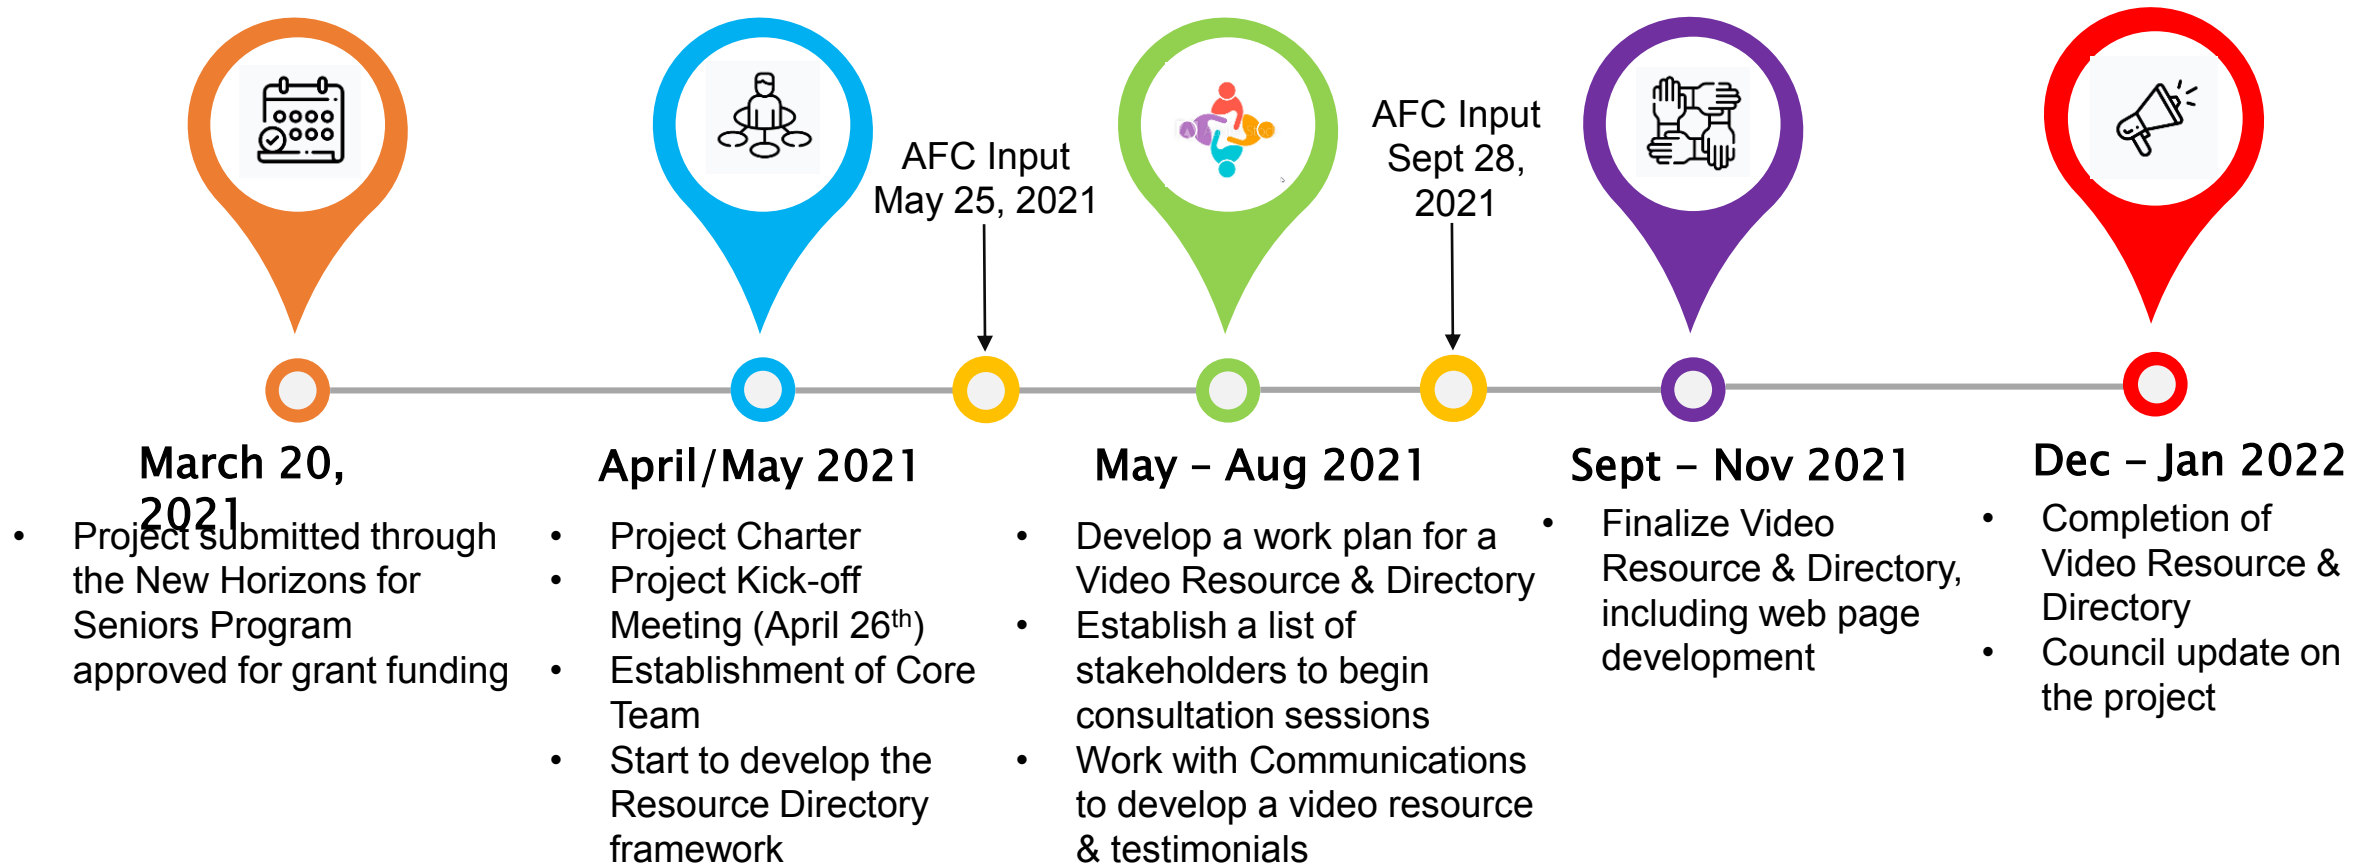 AFC Input
May 25, 2021
AFC Input
Sept 28,
2021
March 20,
2021
• Project submitted through
the New Horizons for
Seniors Program
approved for grant funding
April/May 2021
• Project Charter
• Project Kick-off
Meeting (April 26th)
• Establishment of Core
Team
• Start to develop the
Resource Directory
framework
May – Aug 2021
• Develop a work plan for a
Video Resource & Directory
• Establish a list of
stakeholders to begin
consultation sessions
• Work with Communications
to develop a video resource
& testimonials
Sept – Nov 2021
• Finalize Video
Resource & Directory,
including web page
development
Dec – Jan 2022
• Completion of
Video Resource &
Directory
• Council update on
the project